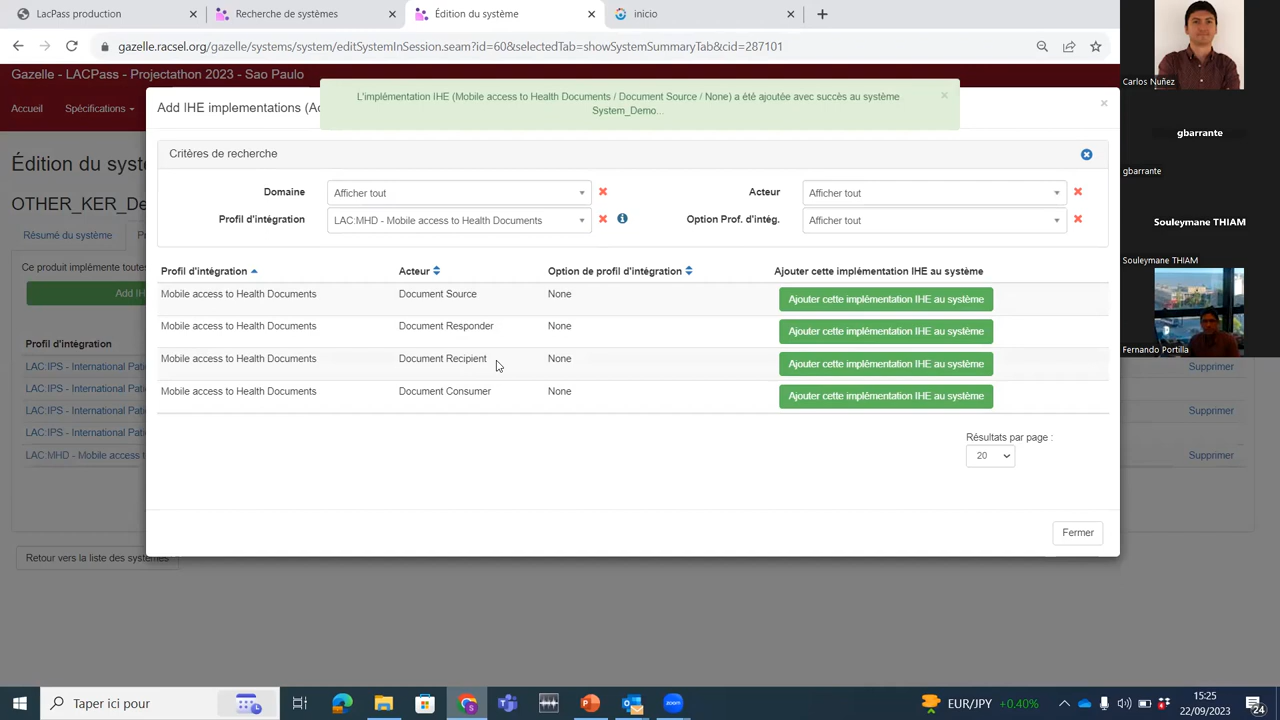 LacPass production
Recherche de systèmes
Édition du système
inicio
gazelle.racsel.org/gazelle/systems/system/editSystemInSession.seam?id=60&selectedTab=showSystemSummaryTab&cid=287101
Gazelle - LACPass - Projectathon 2023 - Sao Paulo
Accueil
Spécifications
Add IHE implementations (Ac
L'implémentation IHE (Mobile access to Health Documents / Document Source / None) a été ajoutée avec succès au système
System_Demo...
Édition du syst
OTHER_KER_De
Résumé du système
Ce produit implémente toutes
Add IH
Profil d'intégration
LAC:IPS - International Pati
LAC:IPS - International Pati
LAC:IPS - International Pati
LAC:IPS - International Pati
LAC:MHD - Mobile access
Retour vers la liste des systèmes
Critères de recherche
Domaine
Afficher tout
Acteur
Afficher tout
Profil d'intégration
LAC:MHD - Mobile access to Health Documents
Option Prof. d'intég.
Afficher tout
Profil d'intégration
Acteur
Option de profil d'intégration
Ajouter cette implémentation IHE au système
Mobile access to Health Documents
Document Source
None
Ajouter cette implémentation IHE au système
Mobile access to Health Documents
Document Responder
None
Ajouter cette implémentation IHE au système
Mobile access to Health Documents
Document Recipient
None
Ajouter cette implémentation IHE au système
Mobile access to Health Documents
Document Consumer
None
Ajouter cette implémentation IHE au système
Résultats par page :
20
Fermer
Supprimer
Supprimer
Supprimer
Carlos Nuñez
gbarrante
gbarrante
Souleymane THIAM
Souleymane THIAM
Fernando Portilla
Taper ici pour
EUR/JPY
+0.40%
15:25
22/09/2023
24